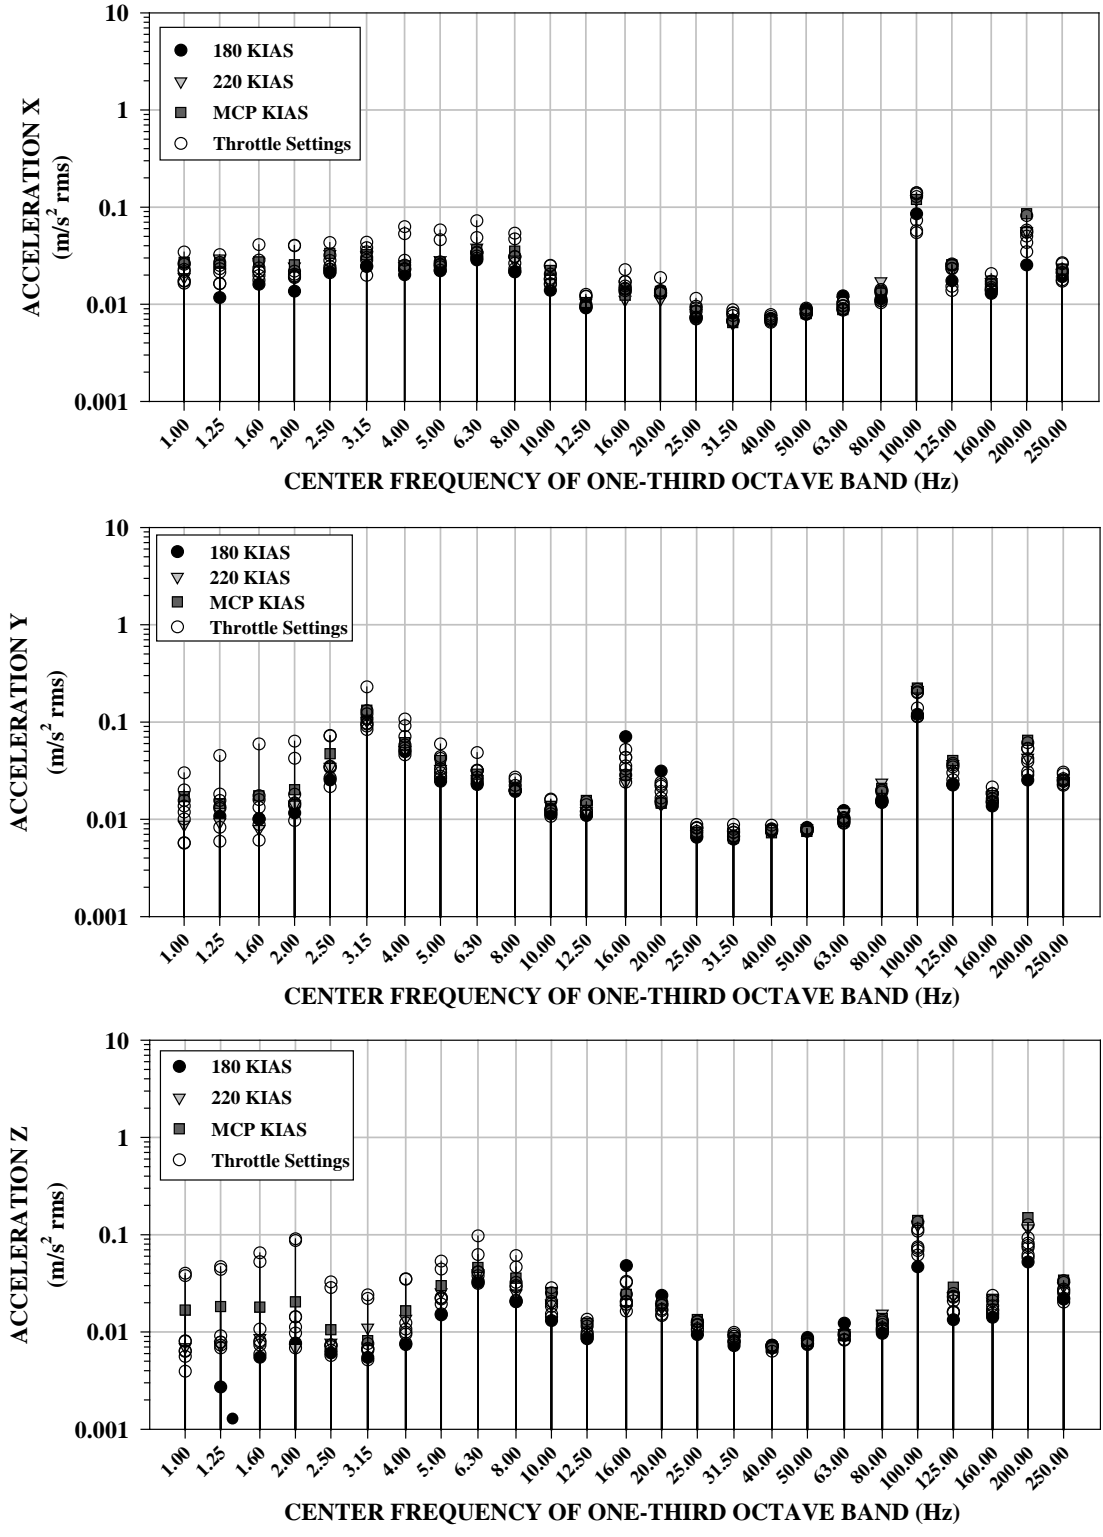 10
1
0.1
0.01
0.001
ACCELERATION X
(m/s² rms)
180 KIAS
220 KIAS
MCP KIAS
Throttle Settings
1.00 1.25 1.60 2.00 2.50 3.15 4.00 5.00 6.30 8.00 10.00 12.50 16.00 20.00 25.00 31.50 40.00 50.00 63.00 80.00 100.00 125.00 160.00 200.00 250.00
CENTER FREQUENCY OF ONE-THIRD OCTAVE BAND (Hz)
10
1
0.1
0.01
0.001
ACCELERATION Y
(m/s² rms)
180 KIAS
220 KIAS
MCP KIAS
Throttle Settings
1.00 1.25 1.60 2.00 2.50 3.15 4.00 5.00 6.30 8.00 10.00 12.50 16.00 20.00 25.00 31.50 40.00 50.00 63.00 80.00 100.00 125.00 160.00 200.00 250.00
CENTER FREQUENCY OF ONE-THIRD OCTAVE BAND (Hz)
10
1
0.1
0.01
0.001
ACCELERATION Z
(m/s² rms)
180 KIAS
220 KIAS
MCP KIAS
Throttle Settings
1.00 1.25 1.60 2.00 2.50 3.15 4.00 5.00 6.30 8.00 10.00 12.50 16.00 20.00 25.00 31.50 40.00 50.00 63.00 80.00 100.00 125.00 160.00 200.00 250.00
CENTER FREQUENCY OF ONE-THIRD OCTAVE BAND (Hz)